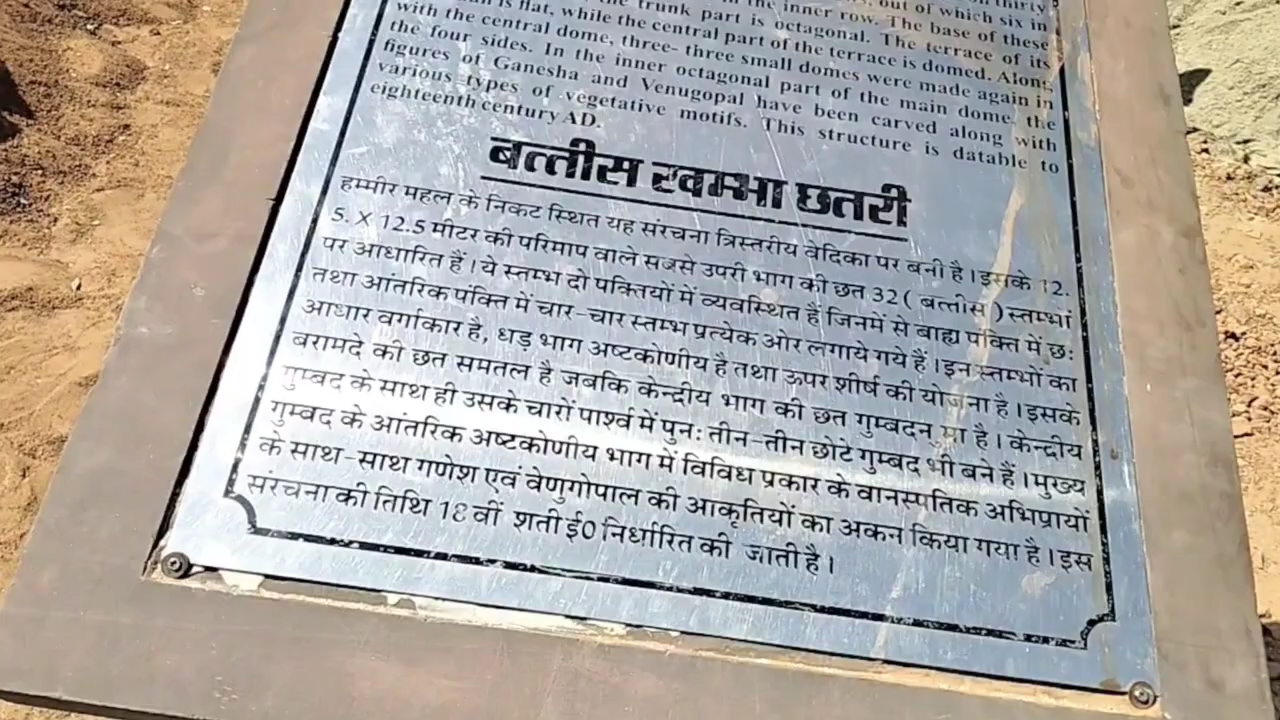 out of which six in
the inner row. The base of these
is flat, the trunk part is octagonal. The terrace of its
with the central dome, while the central part of the terrace is domed. Along
the four sides. In the inner octagonal part of the main dome, the three- three small domes were made again in
figures of Ganesha and Venugopal have been carved along with
various types of vegetative motifs. This structure is datable to
eighteenth century AD.
बत्तीस खम्भा छतरी
हम्मीर महल के निकट स्थित यह संरचना त्रिस्तरीय वेदिका पर बनी है। इसके 12.
5. X 12.5 मीटर की परिमाप वाले सबसे उपरी भाग की छत 32 ( बत्तीस ) स्तम्भों
पर आधारित हैं। ये स्तम्भ दो पक्तियों में व्यवस्थित हैं जिनमें से बाह्य पंक्ति में छः
तथा आंतरिक पंक्ति में चार-चार स्तम्भ प्रत्येक ओर लगाये गये हैं। इन स्तम्भों का
आधार वर्गाकार है, धड़ भाग अष्टकोणीय है तथा ऊपर शीर्ष की योजना है। इसके
बरामदे की छत समतल है जबकि केन्द्रीय भाग की छत गुम्बदनुमा है। केन्द्रीय
गुम्बद के साथ ही उसके चारों पार्श्व में पुनः तीन-तीन छोटे गुम्बद भी बने हैं। मुख्य
गुम्बद के आंतरिक अष्टकोणीय भाग में विविध प्रकार के वानस्पतिक अभिप्रायों
के साथ-साथ गणेश एवं वेणुगोपाल की आकृतियों का अकन किया गया है। इस
संरचना की तिथि 18 वीं शती ई0 निर्धारित की जाती है।